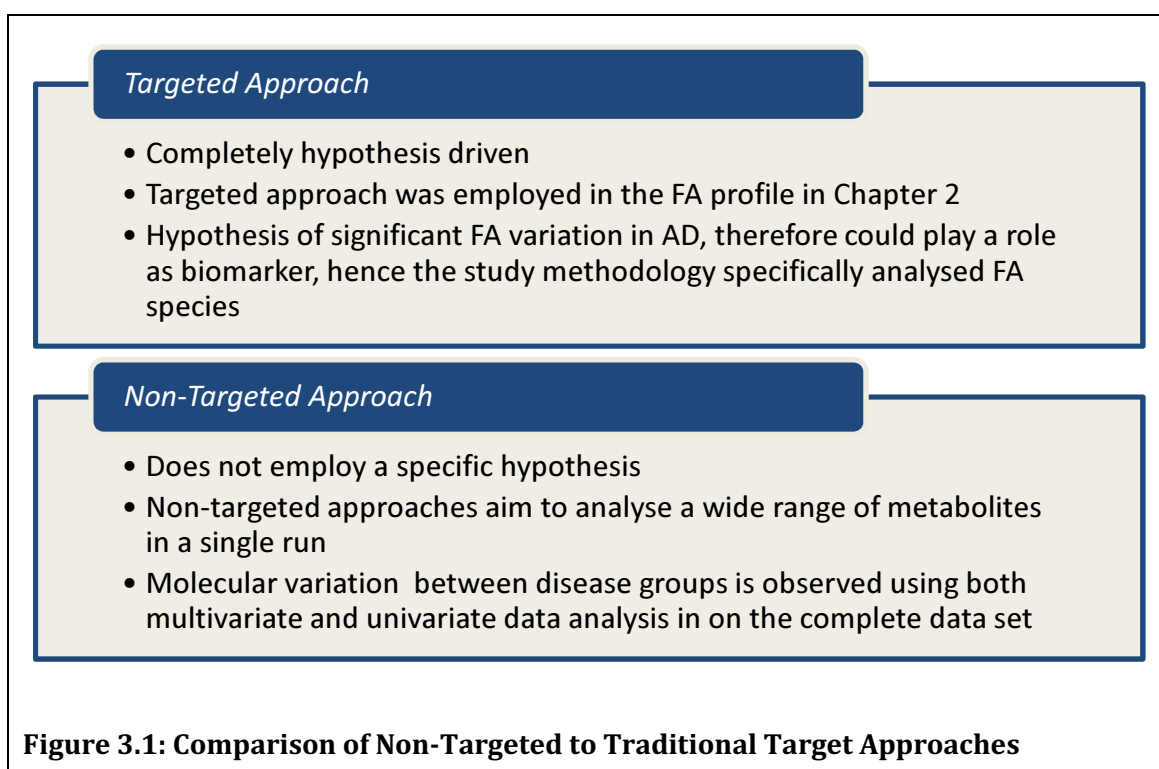 Targeted Approach
• Completely hypothesis driven
• Targeted approach was employed in the FA profile in Chapter 2
• Hypothesis of significant FA variation in AD, therefore could play a role
as biomarker, hence the study methodology specifically analysed FA
species
Non-Targeted Approach
• Does not employ a specific hypothesis
• Non-targeted approaches aim to analyse a wide range of metabolites
in a single run
• Molecular variation between disease groups is observed using both
multivariate and univariate data analysis in on the complete data set
Figure 3.1: Comparison of Non-Targeted to Traditional Target Approaches